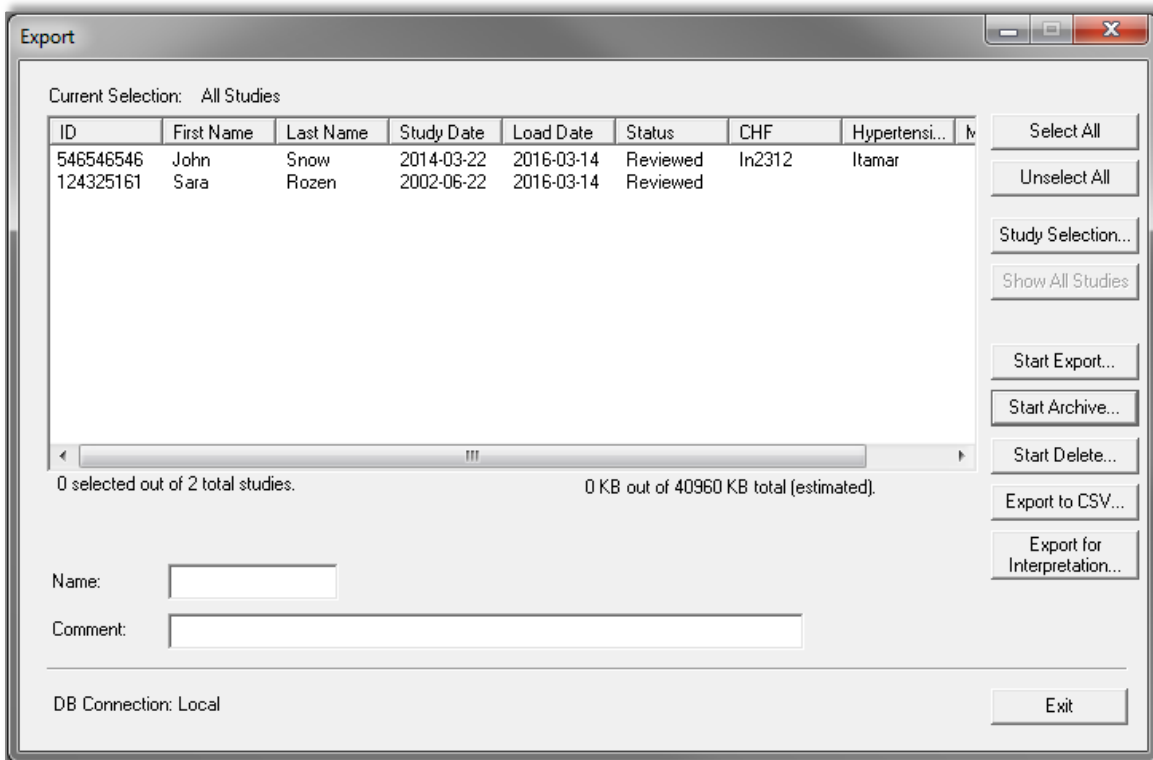 Export
Current Selection: All Studies
ID First Name Last Name Study Date Load Date Status CHF Hypertensi... M
546546546 John Snow 2014-03-22 2016-03-14 Reviewed In2312 Itamar
124325161 Sara Rozen 2002-06-22 2016-03-14 Reviewed
0 selected out of 2 total studies. 0 KB out of 40960 KB total (estimated).
Select All
Unselect All
Study Selection...
Show All Studies
Start Export...
Start Archive...
Start Delete...
Export to CSV...
Export for
Interpretation...
Name:
Comment:
DB Connection: Local
Exit